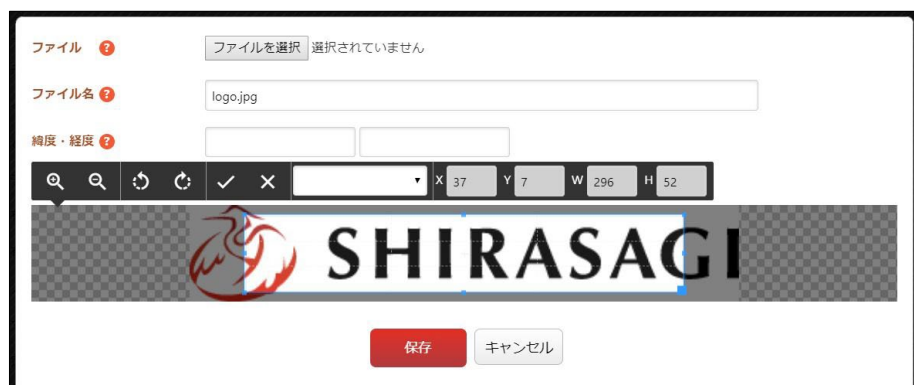 ファイル ?
ファイルを選択 選択されていません
ファイル名 ?
logo.jpg
緯度・経度 ?
X 37 Y 7 W 296 H 52
SHIRASAGI
保存 キャンセル